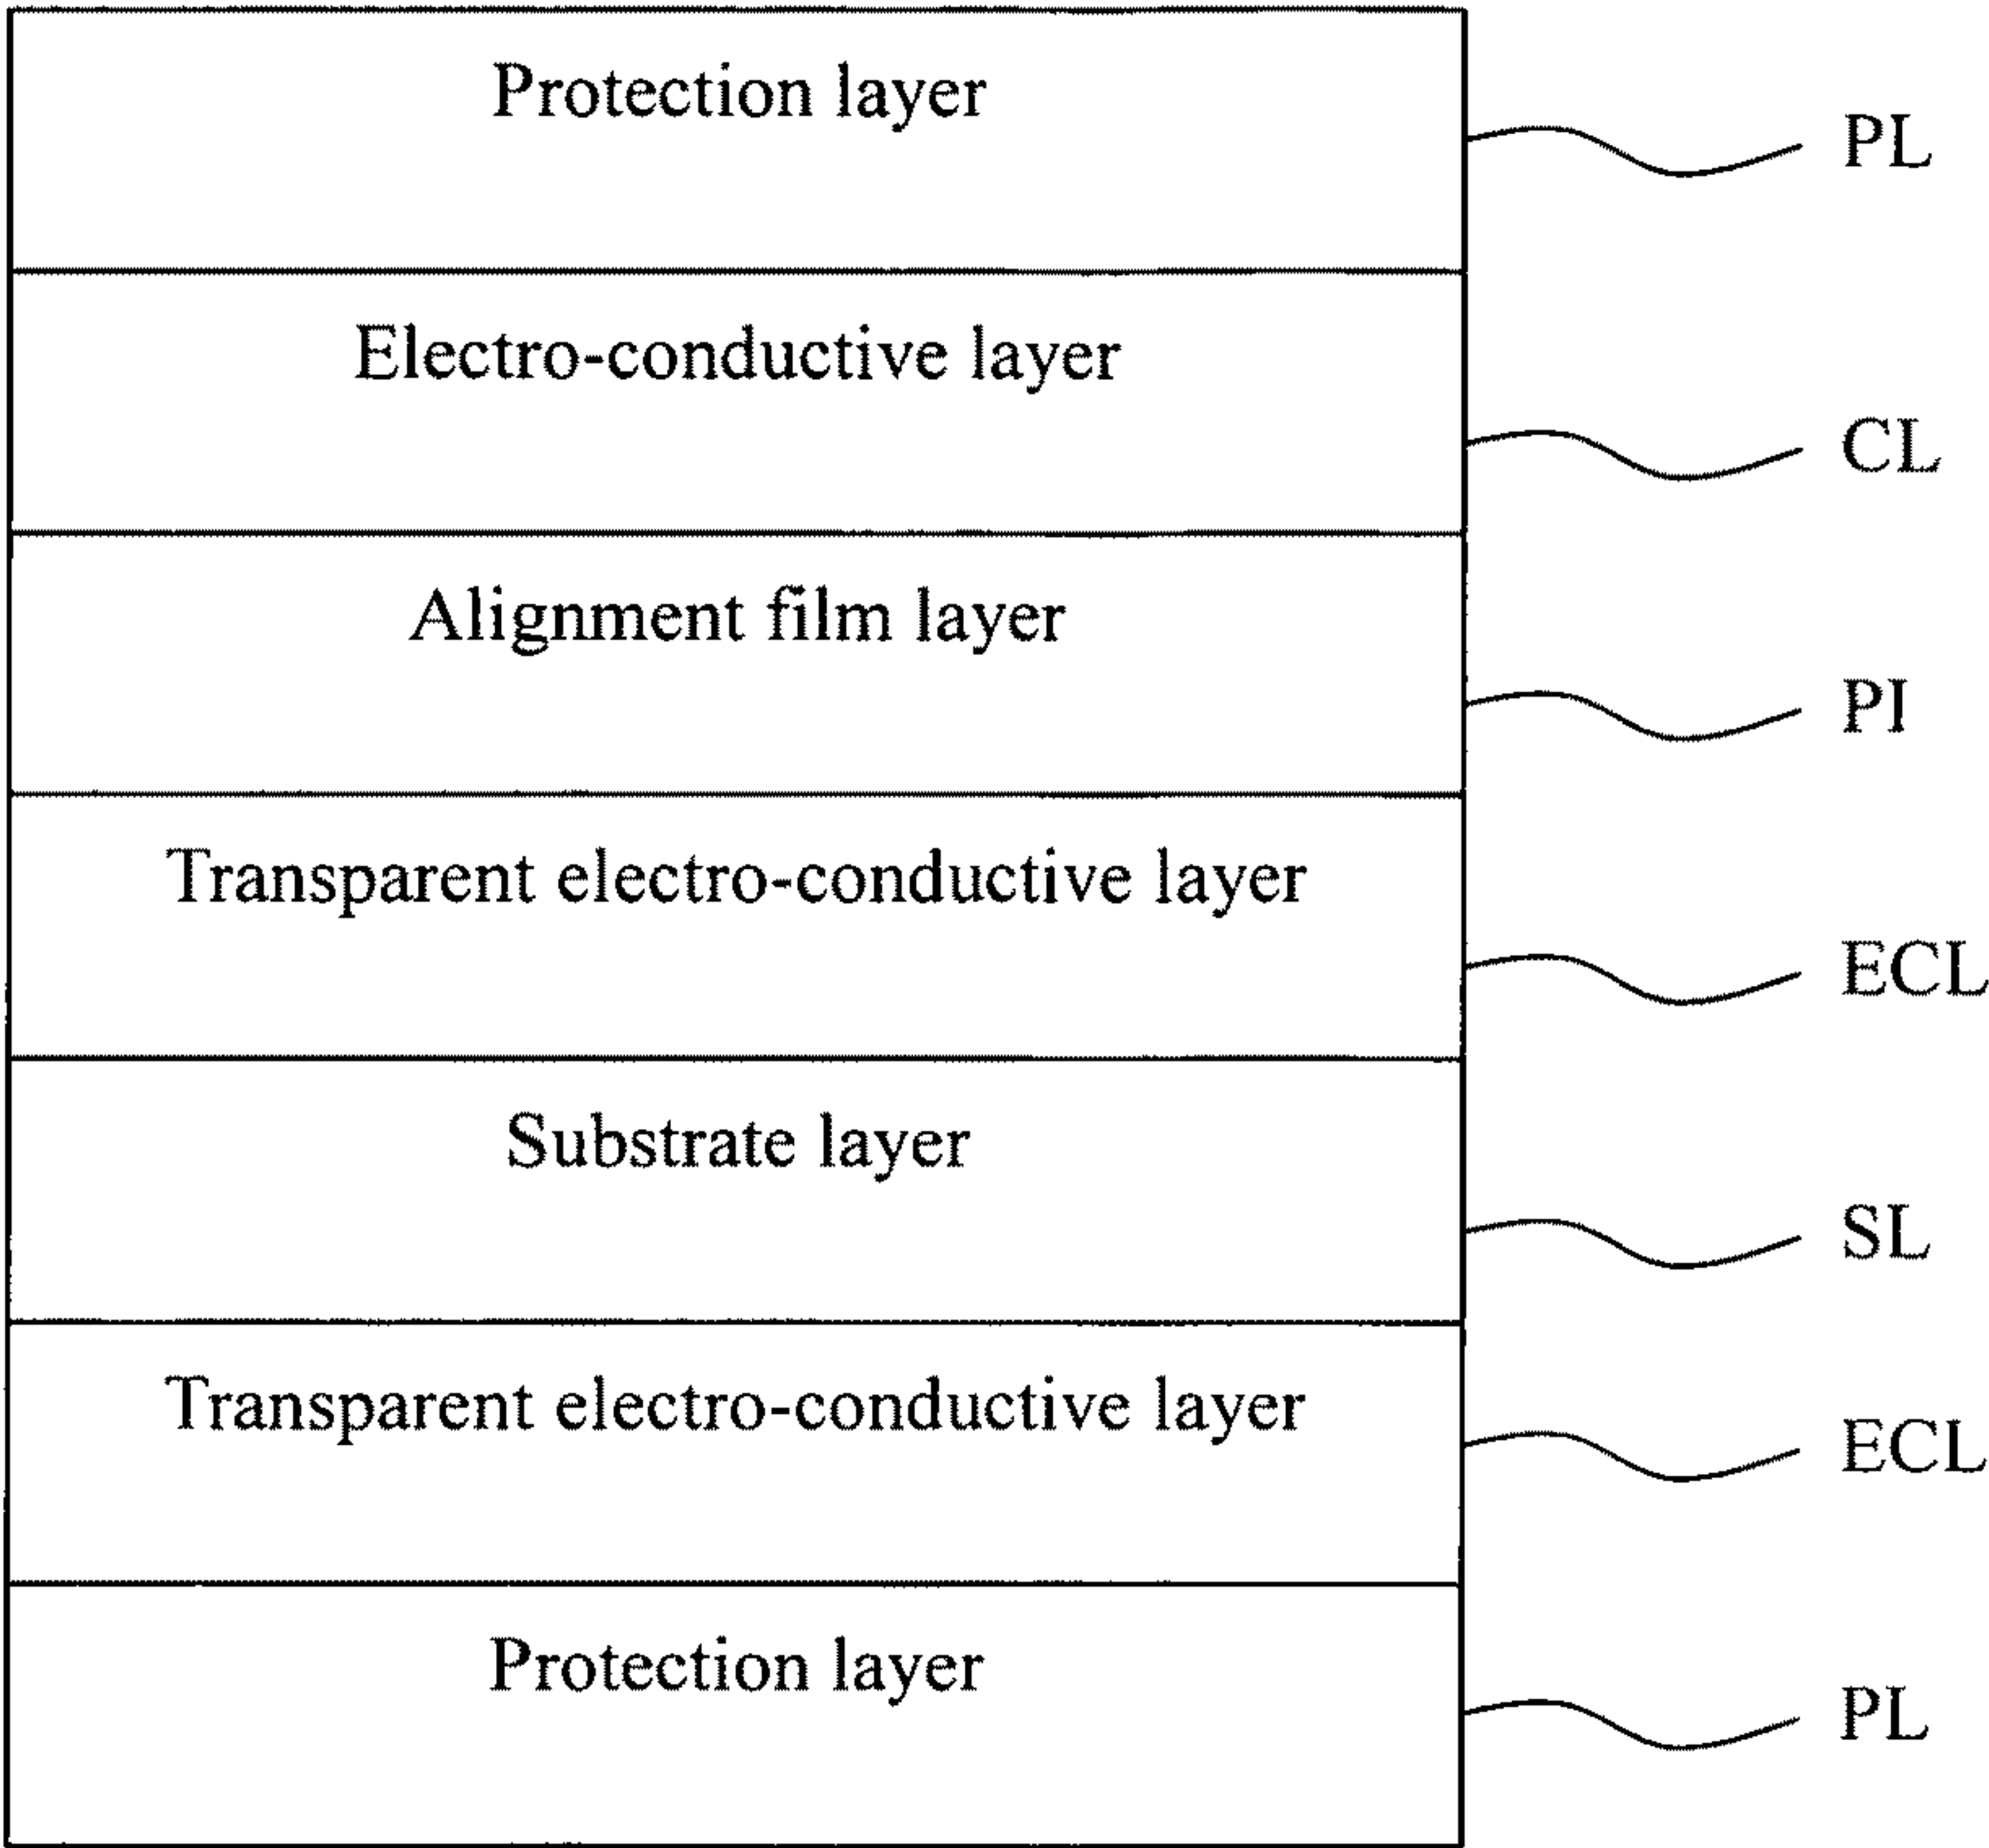 Protection layer
PL
Electro-conductive layer
CL
Alignment film layer
PI
Transparent electro-conductive layer
ECL
Substrate layer
SL
Transparent electro-conductive layer
ECL
Protection layer
PL